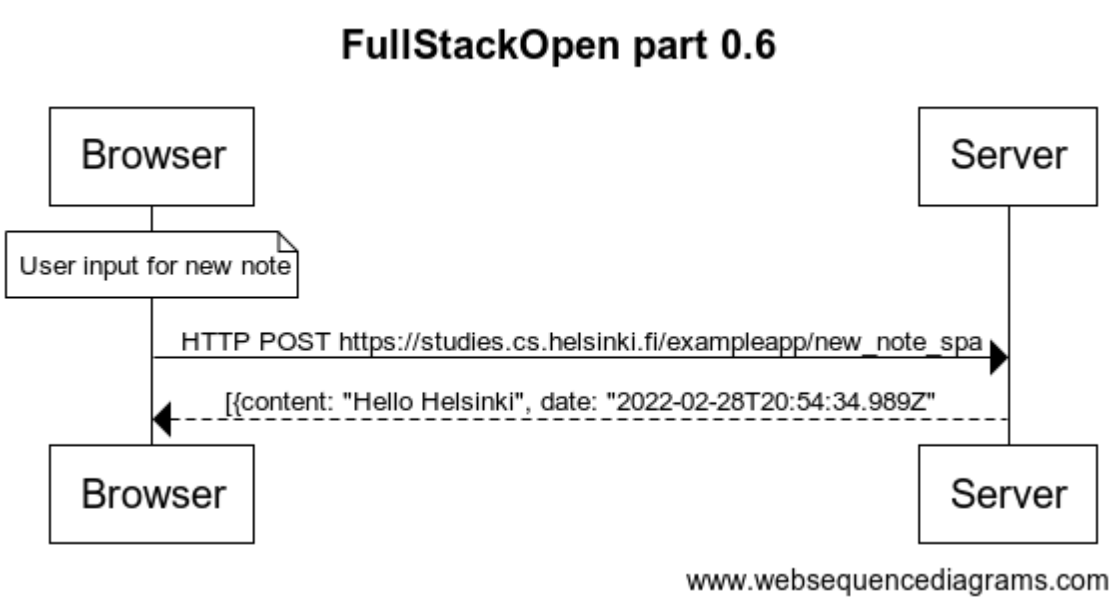 FullStackOpen part 0.6
Browser
Server
User input for new note
HTTP POST https://studies.cs.helsinki.fi/exampleapp/new_note_spa
[{content: "Hello Helsinki", date: "2022-02-28T20:54:34.989Z"
Browser
Server
www.websequencediagrams.com